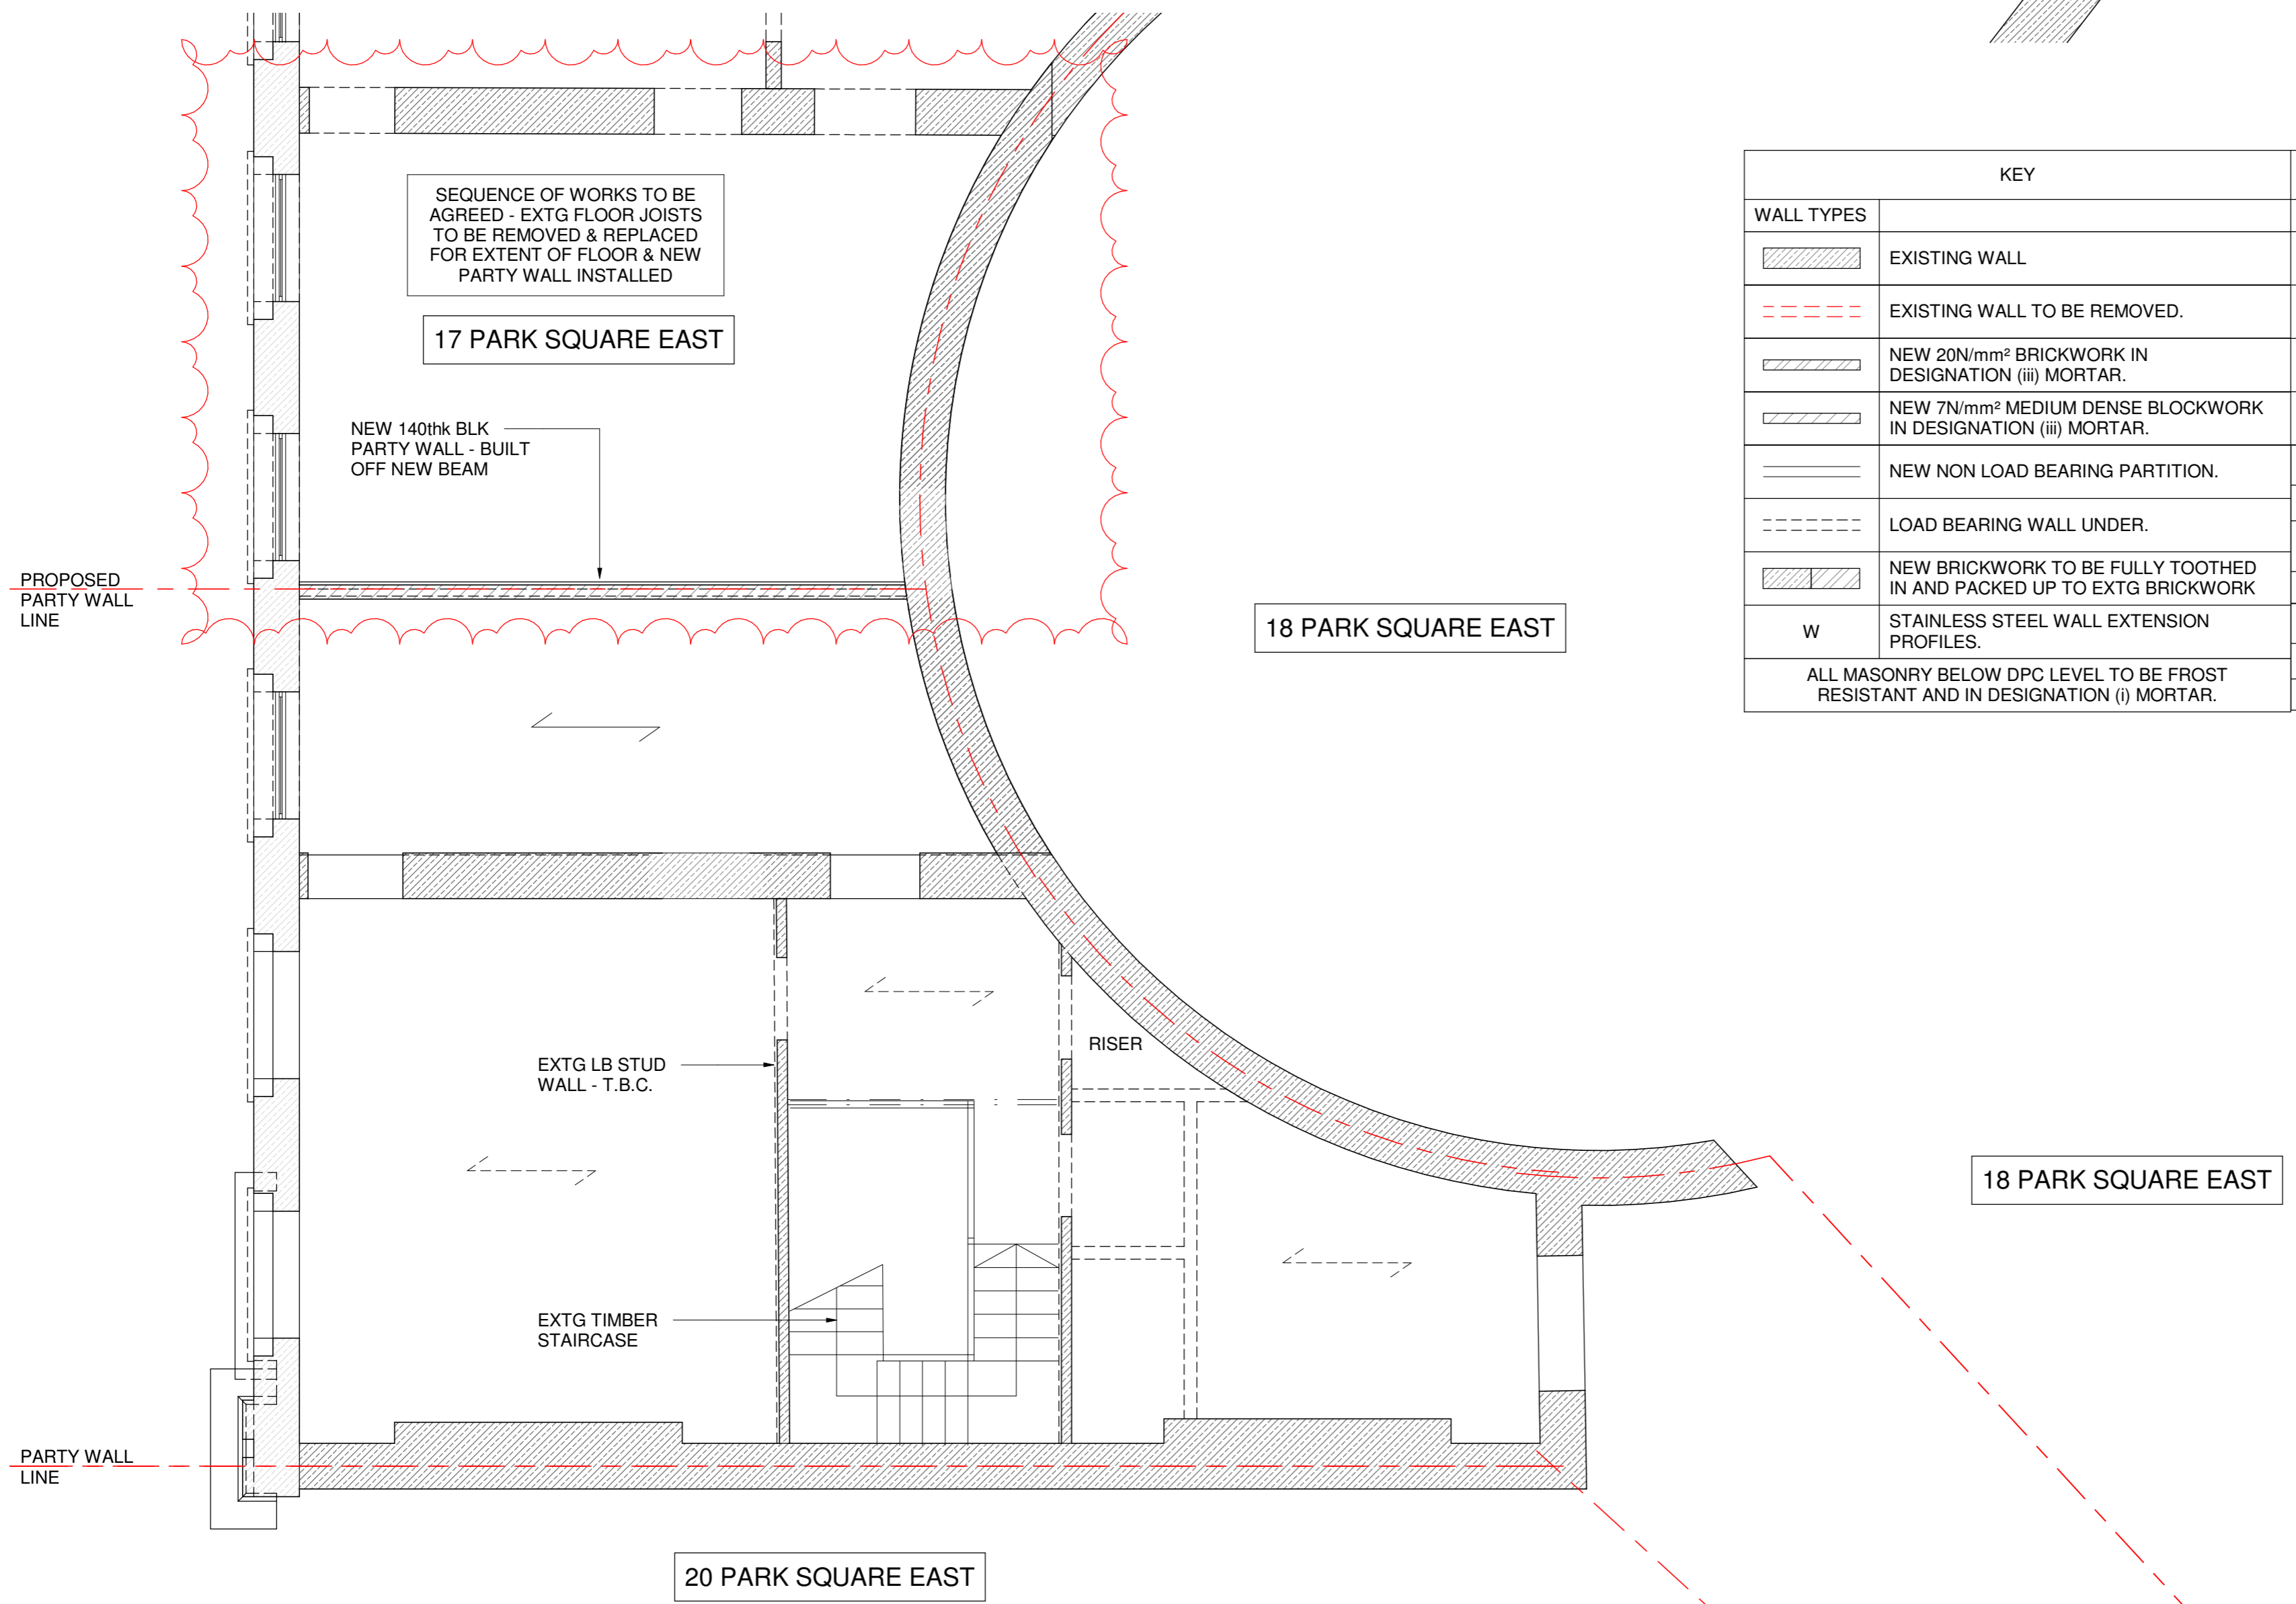 SEQUENCE OF WORKS TO BE
AGREED - EXTG FLOOR JOISTS
TO BE REMOVED & REPLACED
FOR EXTENT OF FLOOR & NEW
PARTY WALL INSTALLED
17 PARK SQUARE EAST
NEW 140thk BLK
PARTY WALL - BUILT
OFF NEW BEAM
PROPOSED
PARTY WALL
LINE
18 PARK SQUARE EAST
KEY
WALL TYPES
EXISTING WALL
EXISTING WALL TO BE REMOVED.
NEW 20N/mm² BRICKWORK IN
DESIGNATION (iii) MORTAR.
NEW 7N/mm² MEDIUM DENSE BLOCKWORK
IN DESIGNATION (iii) MORTAR.
NEW NON LOAD BEARING PARTITION.
LOAD BEARING WALL UNDER.
NEW BRICKWORK TO BE FULLY TOOTHED
IN AND PACKED UP TO EXTG BRICKWORK
W
STAINLESS STEEL WALL EXTENSION
PROFILES.
ALL MASONRY BELOW DPC LEVEL TO BE FROST
RESISTANT AND IN DESIGNATION (i) MORTAR.
RISER
EXTG LB STUD
WALL - T.B.C.
18 PARK SQUARE EAST
EXTG TIMBER
STAIRCASE
PARTY WALL
LINE
20 PARK SQUARE EAST